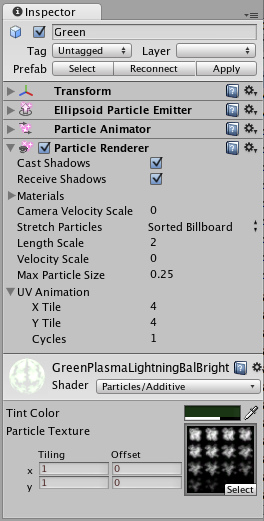 Inspector
Green
Tag Untagged Layer
Prefab Select Reconnect Apply
Transform
Ellipsoid Particle Emitter
Particle Animator
Particle Renderer
Cast Shadows
Receive Shadows
Materials
Camera Velocity Scale 0
Stretch Particles Sorted Billboard
Length Scale 2
Velocity Scale 0
Max Particle Size 0.25
UV Animation
X Tile 4
Y Tile 4
Cycles 1
GreenPlasmaLightningBalBright
Shader Particles/Additive
Tint Color
Particle Texture
Tiling Offset
x 1 0
y 1 0
Select